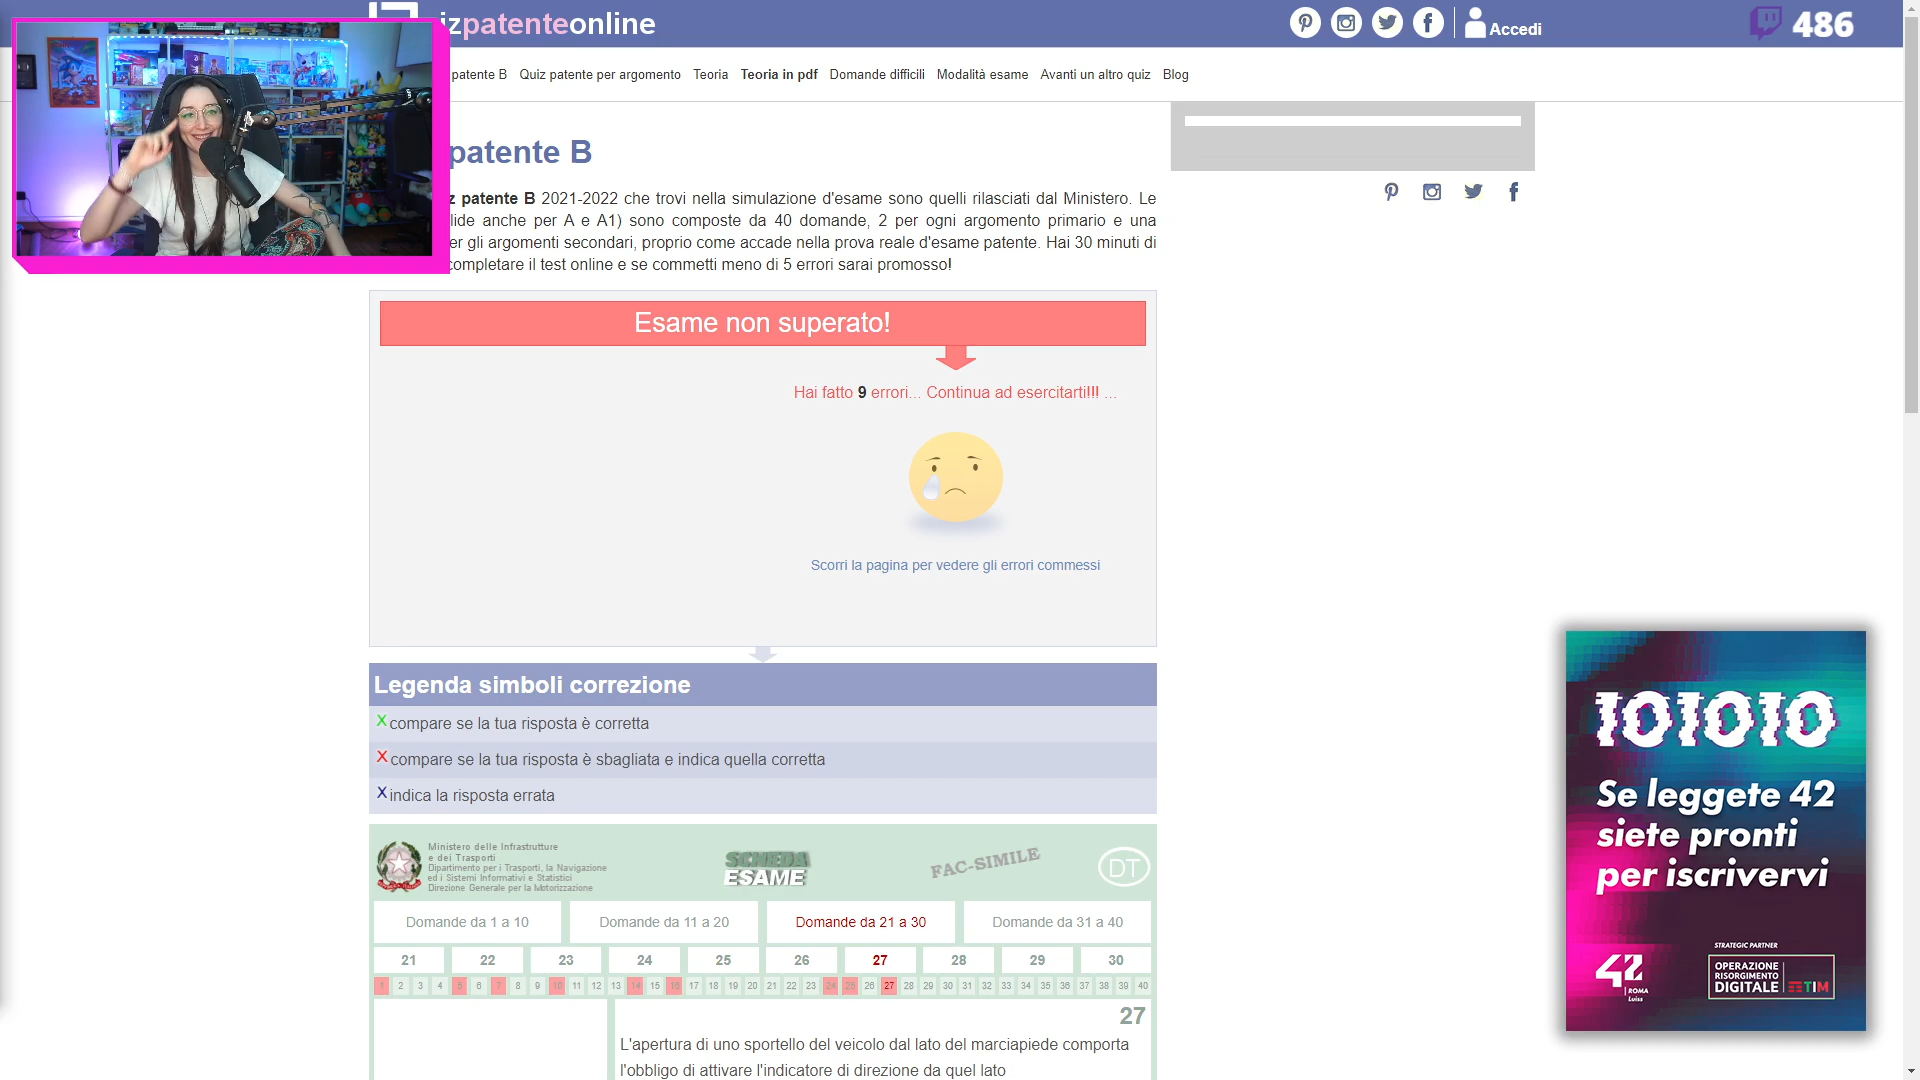 izpatenteonline
Accedi
486
patente B Quiz patente per argomento Teoria Teoria in pdf Domande difficili Modalità esame Avanti un altro quiz Blog
patente B
z patente B 2021-2022 che trovi nella simulazione d'esame sono quelli rilasciati dal Ministero. Le
lide anche per A e A1) sono composte da 40 domande, 2 per ogni argomento primario e una
er gli argomenti secondari, proprio come accade nella prova reale d'esame patente. Hai 30 minuti di
completare il test online e se commetti meno di 5 errori sarai promosso!
Esame non superato!
Hai fatto 9 errori... Continua ad esercitarti!!! ...
Scorri la pagina per vedere gli errori commessi
Legenda simboli correzione
X compare se la tua risposta è corretta
X compare se la tua risposta è sbagliata e indica quella corretta
X indica la risposta errata
Ministero delle Infrastrutture
e dei Trasporti
Dipartimento per i Trasporti, la Navigazione
ed i Sistemi Informativi e Statistici
Direzione Generale per la Motorizzazione
SCHEDA
ESAME
FAC-SIMILE
DT
Domande da 1 a 10 Domande da 11 a 20 Domande da 21 a 30 Domande da 31 a 40
21 22 23 24 25 26 27 28 29 30
1 2 3 4 5 6 7 8 9 10 11 12 13 14 15 16 17 18 19 20 21 22 23 24 25 26 27 28 29 30 31 32 33 34 35 36 37 38 39 40
27
L'apertura di uno sportello del veicolo dal lato del marciapiede comporta
l'obbligo di attivare l'indicatore di direzione da quel lato
101010
Se leggete 42
siete pronti
per iscrivervi
STRATEGIC PARTNER
42
ROMA
Luiss
OPERAZIONE
RISORGIMENTO
DIGITALE
TIM